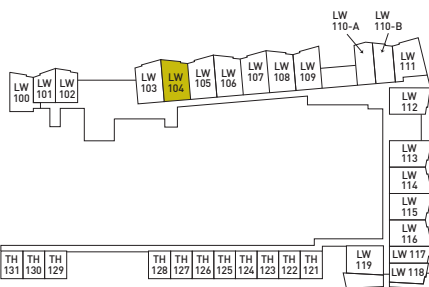 LW
110-A
LW
110-B
LW
100
LW
101
LW
102
LW
103
LW
104
LW
105
LW
106
LW
107
LW
108
LW
109
LW
111
LW
112
LW
113
LW
114
LW
115
LW
116
LW 117
LW 118
LW
119
TH
131
TH
130
TH
129
TH
128
TH
127
TH
126
TH
125
TH
124
TH
123
TH
122
TH
121